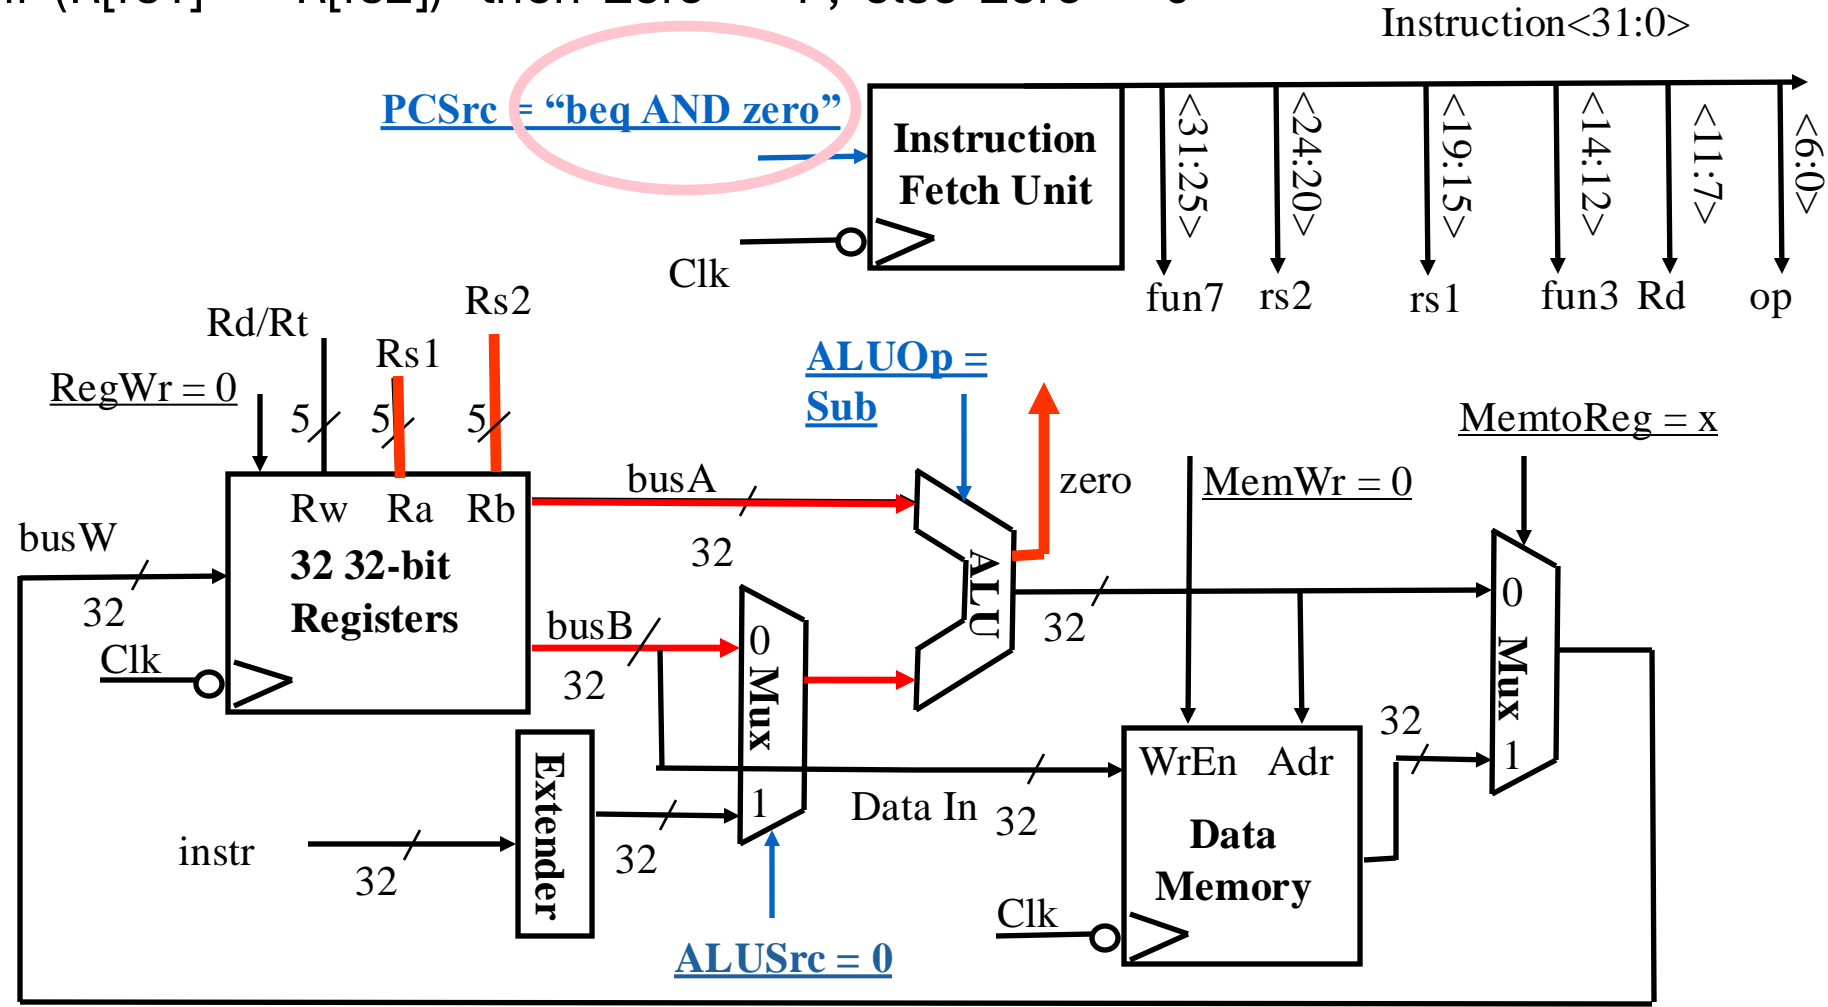 Instruction<31:0>
PCSrc = “beq AND zero”
Instruction
Fetch Unit
Clk
<31:25>
<24:20>
<19:15>
<14:12>
<11:7>
<6:0>
fun7
rs2
rs1
fun3
Rd
op
Rd/Rt
Rs1
Rs2
RegWr = 0
5
5
5
ALUOp =
Sub
zero
MemWr = 0
MemtoReg = x
busW
32
Rw Ra Rb
32 32-bit
Registers
Clk
busA
32
busB
32
0
Mux
1
ALU
32
Extender
instr
32
32
ALUSrc = 0
Data In
32
WrEn Adr
Data
Memory
Clk
32
0
Mux
1